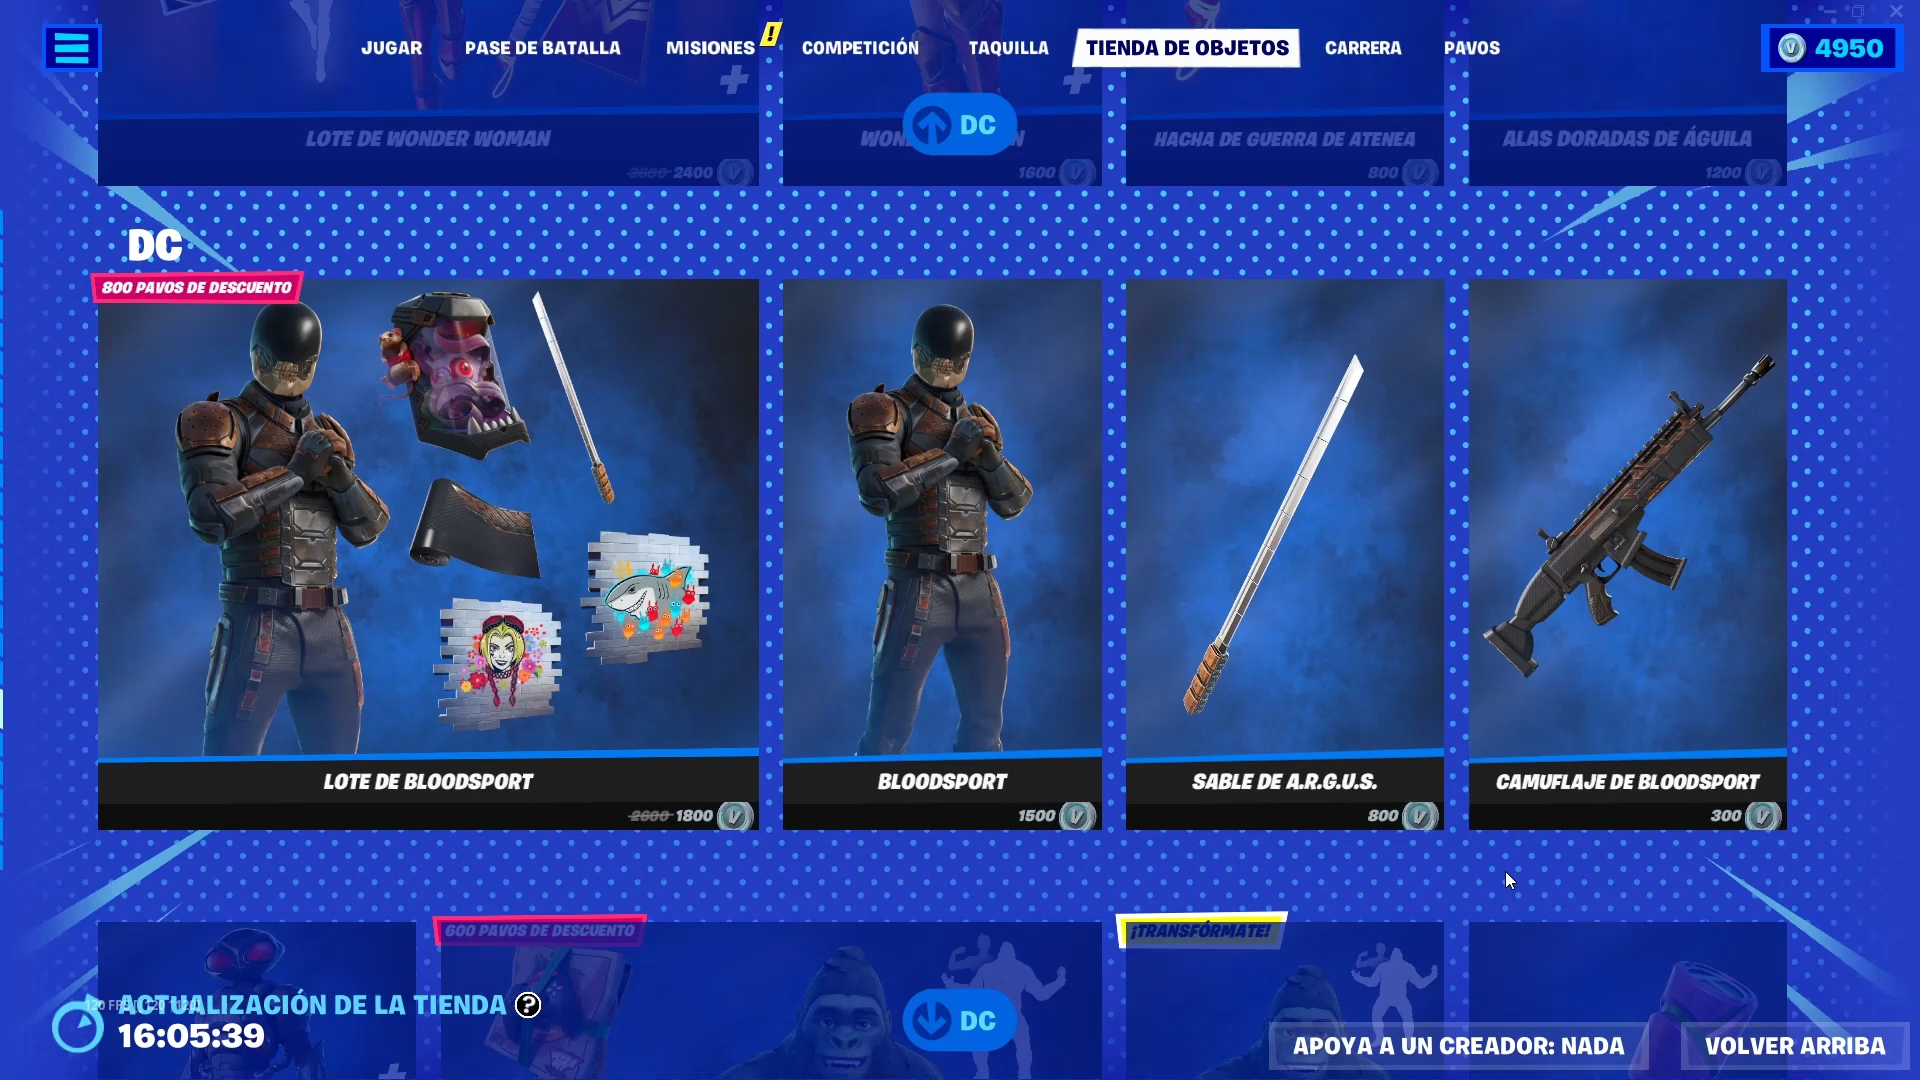 JUGAR
PASE DE BATALLA
MISIONES
!
COMPETICIÓN
TAQUILLA
TIENDA DE OBJETOS
CARRERA
PAVOS
4950
DC
LOTE DE WONDER WOMAN
HACHA DE GUERRA DE ATENEA
ALAS DORADAS DE ÁGUILA
3600 2400
1600
800
1200
DC
800 PAVOS DE DESCUENTO
LOTE DE BLOODSPORT
BLOODSPORT
SABLE DE A.R.G.U.S.
CAMUFLAJE DE BLOODSPORT
2600 1800
1500
800
300
600 PAVOS DE DESCUENTO
¡TRANSFÓRMATE!
ACTUALIZACIÓN DE LA TIENDA ?
16:05:39
DC
APOYA A UN CREADOR: NADA
VOLVER ARRIBA